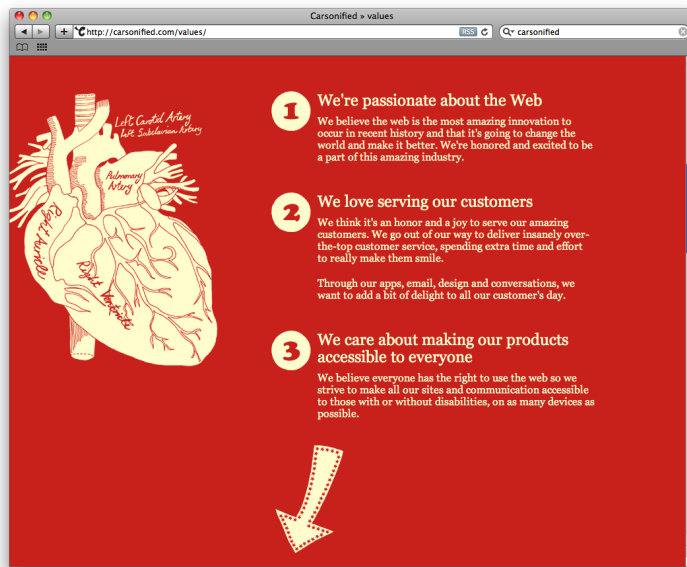 Carsonified » values
http://carsonified.com/values/
RSS
carsonified
Left Carotid Artery
Left Subclavian Artery
Pulmonary
Artery
Right Auricle
Right Ventricle
1
We're passionate about the Web
We believe the web is the most amazing innovation to
occur in recent history and that it's going to change the
world and make it better. We're honored and excited to be
a part of this amazing industry.
2
We love serving our customers
We think it's an honor and a joy to serve our amazing
customers. We go out of our way to deliver insanely over-
the-top customer service, spending extra time and effort
to really make them smile.
Through our apps, email, design and conversations, we
want to add a bit of delight to all our customer's day.
3
We care about making our products
accessible to everyone
We believe everyone has the right to use the web so we
strive to make all our sites and communication accessible
to those with or without disabilities, on as many devices as
possible.